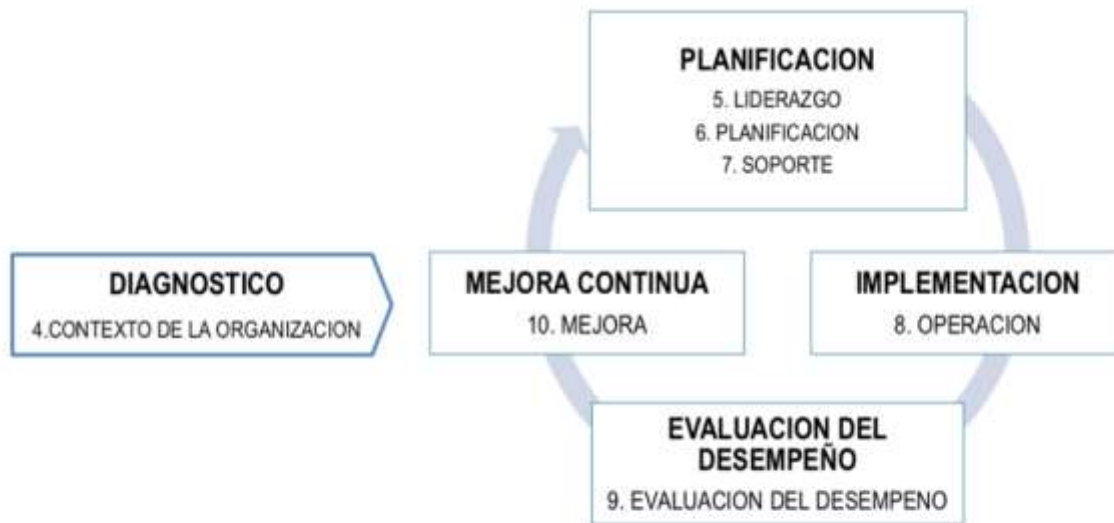 PLANIFICACION
5. LIDERAZGO
6. PLANIFICACION
7. SOPORTE
DIAGNOSTICO
4.CONTEXTO DE LA ORGANIZACION
MEJORA CONTINUA
10. MEJORA
IMPLEMENTACION
8. OPERACION
EVALUACION DEL
DESEMPEÑO
9. EVALUACION DEL DESEMPENO